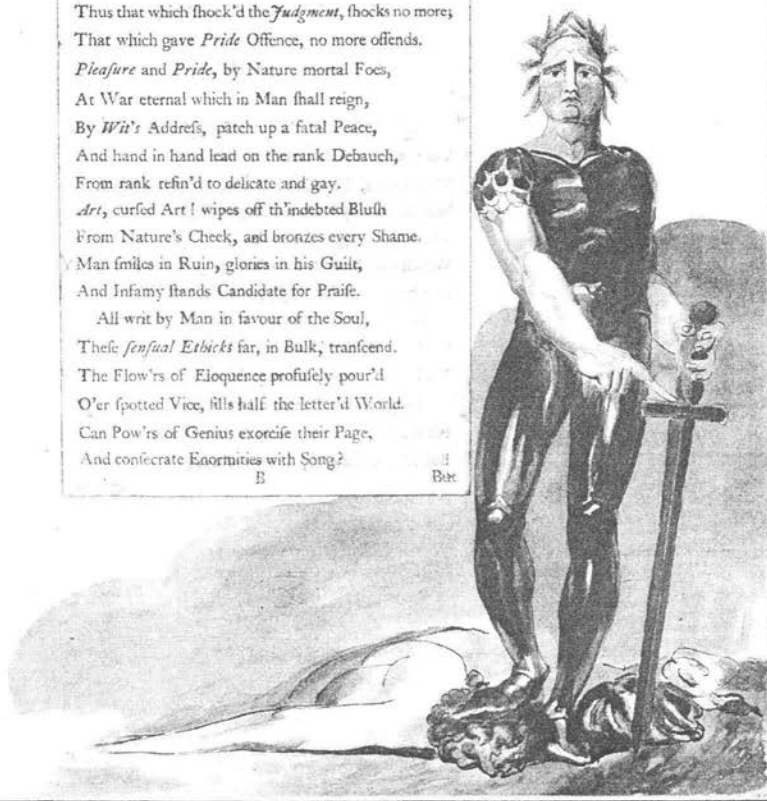 Thus that which ſhock'd the Judgment, ſhocks no more;
That which gave Pride Offence, no more offends.
Pleaſure and Pride, by Nature mortal Foes,
At War eternal which in Man ſhall reign,
By Wit's Addreſs, patch up a fatal Peace,
And hand in hand lead on the rank Debauch,
From rank refin'd to delicate and gay.
Art, curſed Art! wipes off th'indebted Bluſh
From Nature's Cheek, and bronzes every Shame.
Man ſmiles in Ruin, glories in his Guilt,
And Infamy ſtands Candidate for Praiſe.
All writ by Man in favour of the Soul,
Theſe ſenſual Ethicks far, in Bulk, tranſcend.
The Flow'rs of Eloquence profuſely pour'd
O'er ſpotted Vice, fills half the letter'd World.
Can Pow'rs of Genius exorciſe their Page,
And conſecrate Enormities with Song?
B
But